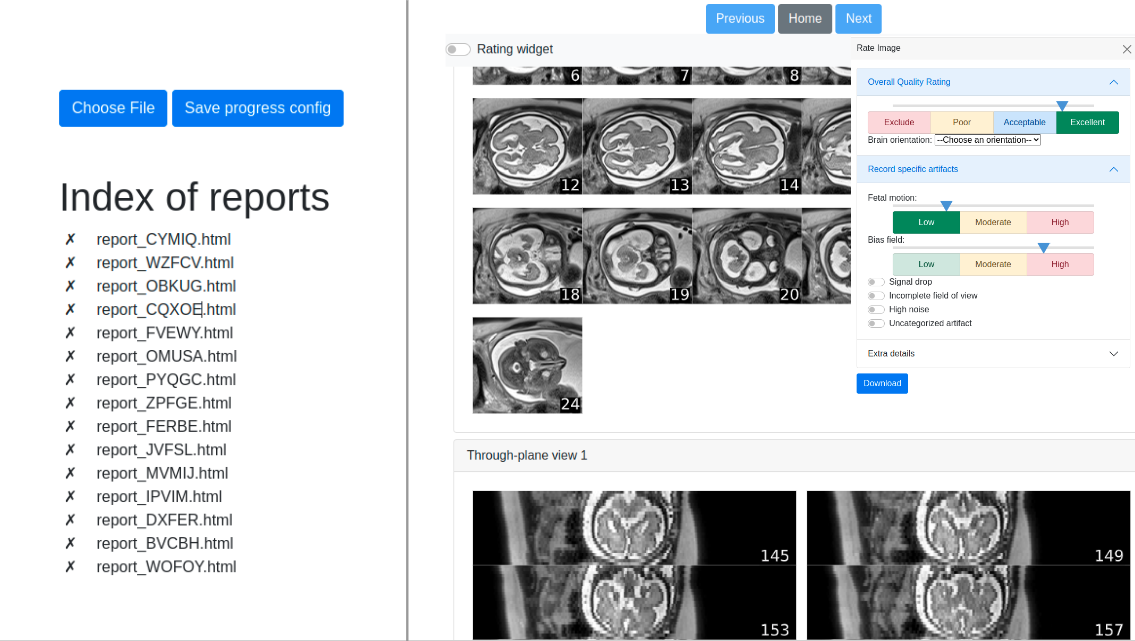 Choose File Save progress config
Index of reports
✗ report_CYMIQ.html
✗ report_WZFCV.html
✗ report_OBKUG.html
✗ report_CQXOE.html
✗ report_FVEWY.html
✗ report_OMUSA.html
✗ report_PYQGC.html
✗ report_ZPFGE.html
✗ report_FERBE.html
✗ report_JVFSL.html
✗ report_MVMIJ.html
✗ report_IPVIM.html
✗ report_DXFER.html
✗ report_BVCBH.html
✗ report_WOFOY.html
Previous Home Next
Rating widget
6 7 8
12 13 14
18 19 20
24
Through-plane view 1
145 149
153 157
Rate Image
Overall Quality Rating
Exclude Poor Acceptable Excellent
Brain orientation: --Choose an orientation--
Record specific artifacts
Fetal motion:
Low Moderate High
Bias field:
Low Moderate High
Signal drop
Incomplete field of view
High noise
Uncategorized artifact
Extra details
Download